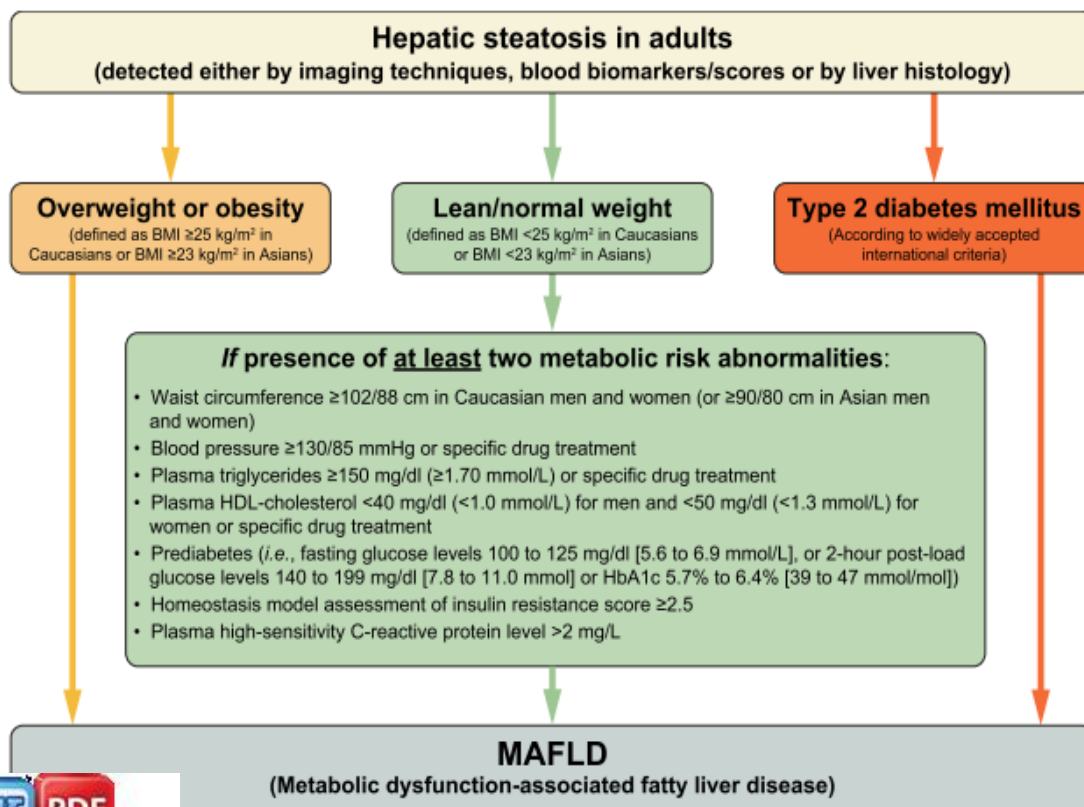 Hepatic steatosis in adults
(detected either by imaging techniques, blood biomarkers/scores or by liver histology)
Overweight or obesity
(defined as BMI ≥25 kg/m² in
Caucasians or BMI ≥23 kg/m² in Asians)
Lean/normal weight
(defined as BMI <25 kg/m² in Caucasians
or BMI <23 kg/m² in Asians)
Type 2 diabetes mellitus
(According to widely accepted
international criteria)
If presence of at least two metabolic risk abnormalities:
• Waist circumference ≥102/88 cm in Caucasian men and women (or ≥90/80 cm in Asian men
and women)
• Blood pressure ≥130/85 mmHg or specific drug treatment
• Plasma triglycerides ≥150 mg/dl (≥1.70 mmol/L) or specific drug treatment
• Plasma HDL-cholesterol <40 mg/dl (<1.0 mmol/L) for men and <50 mg/dl (<1.3 mmol/L) for
women or specific drug treatment
• Prediabetes (i.e., fasting glucose levels 100 to 125 mg/dl [5.6 to 6.9 mmol/L], or 2-hour post-load
glucose levels 140 to 199 mg/dl [7.8 to 11.0 mmol] or HbA1c 5.7% to 6.4% [39 to 47 mmol/mol])
• Homeostasis model assessment of insulin resistance score ≥2.5
• Plasma high-sensitivity C-reactive protein level >2 mg/L
MAFLD
(Metabolic dysfunction-associated fatty liver disease)
PDF